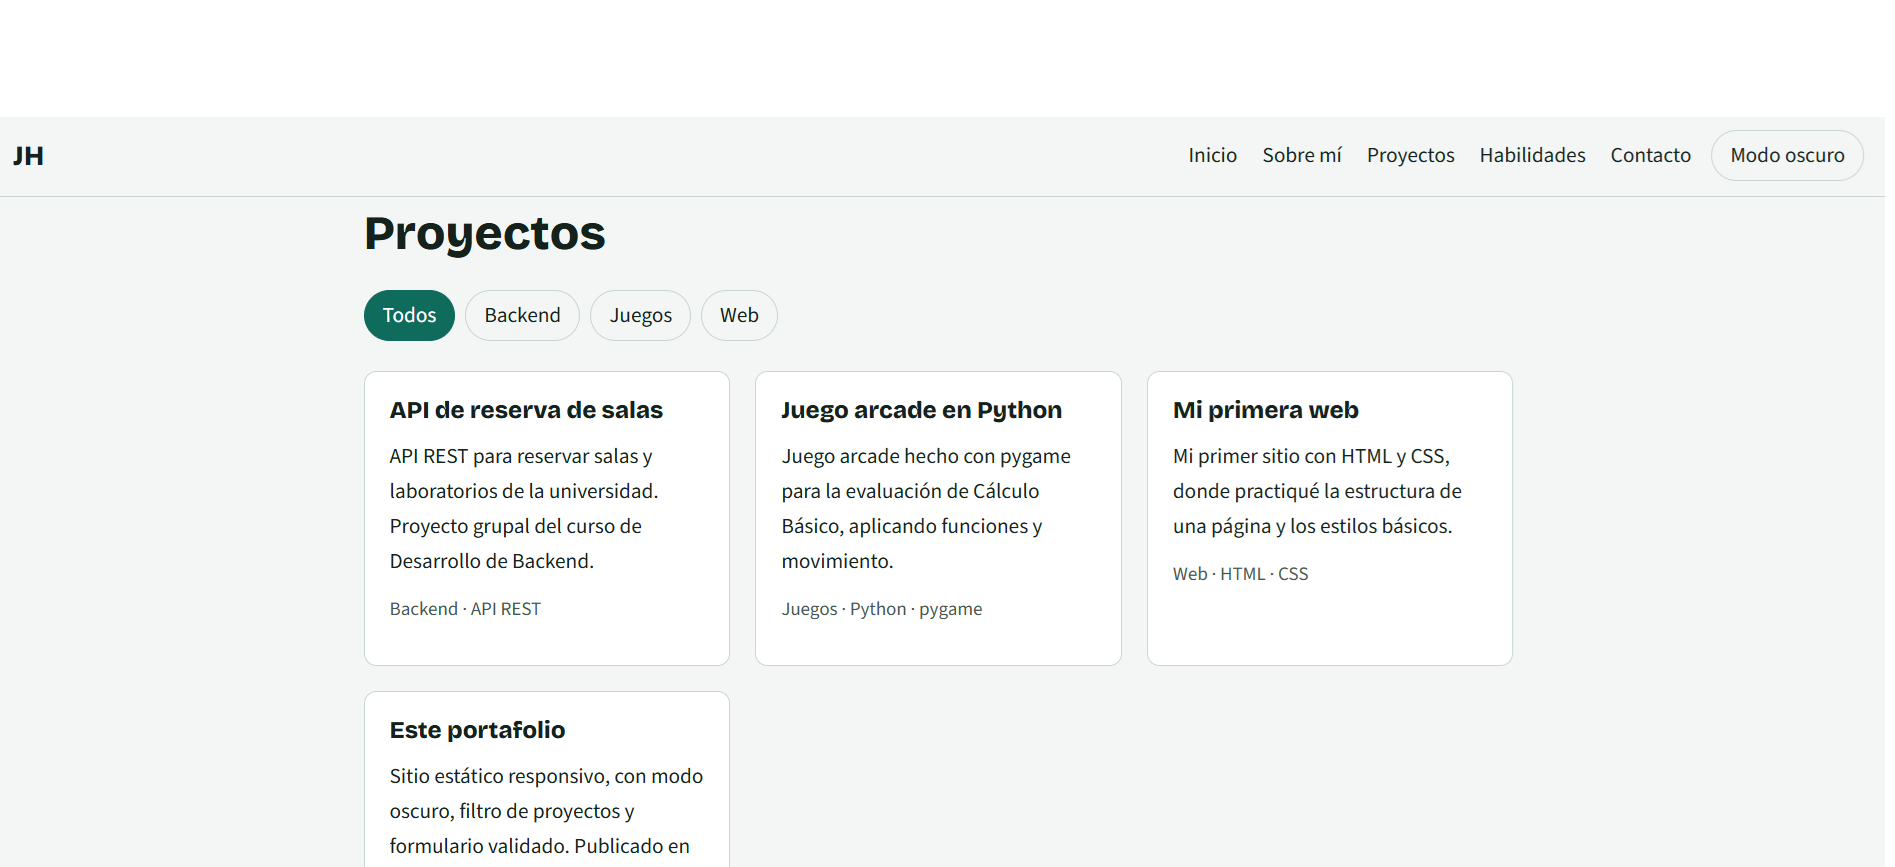 JH
Inicio Sobre mí Proyectos Habilidades Contacto Modo oscuro
Proyectos
Todos Backend Juegos Web
API de reserva de salas
API REST para reservar salas y
laboratorios de la universidad.
Proyecto grupal del curso de
Desarrollo de Backend.
Backend · API REST
Juego arcade en Python
Juego arcade hecho con pygame
para la evaluación de Cálculo
Básico, aplicando funciones y
movimiento.
Juegos · Python · pygame
Mi primera web
Mi primer sitio con HTML y CSS,
donde practiqué la estructura de
una página y los estilos básicos.
Web · HTML · CSS
Este portafolio
Sitio estático responsivo, con modo
oscuro, filtro de proyectos y
formulario validado. Publicado en